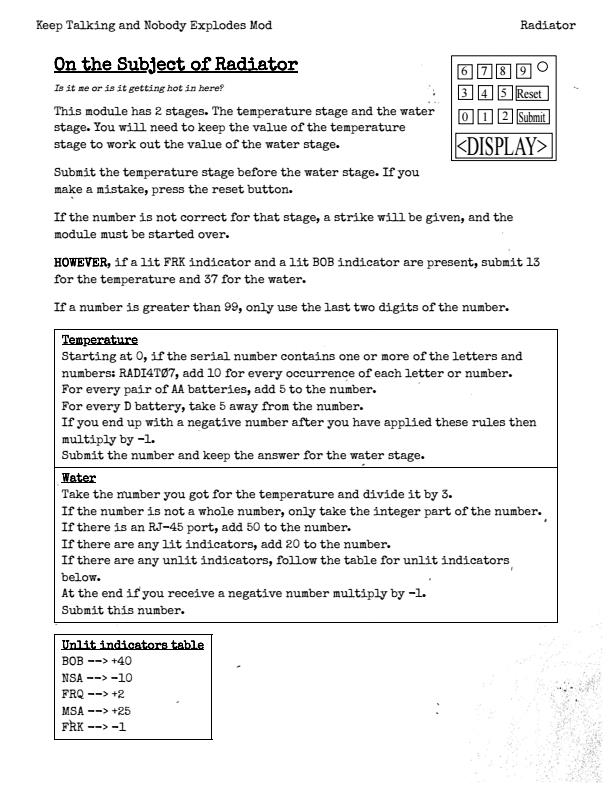 Keep Talking and Nobody Explodes Mod
Radiator
On the Subject of Radiator
Is it me or is it getting hot in here?
6 7 8 9
3 4 5 Reset
0 1 2 Submit
<DISPLAY>
This module has 2 stages. The temperature stage and the water
stage. You will need to keep the value of the temperature
stage to work out the value of the water stage.
Submit the temperature stage before the water stage. If you
make a mistake, press the reset button.
If the number is not correct for that stage, a strike will be given, and the
module must be started over.
HOWEVER, if a lit FRK indicator and a lit BOB indicator are present, submit 13
for the temperature and 37 for the water.
If a number is greater than 99, only use the last two digits of the number.
Temperature
Starting at 0, if the serial number contains one or more of the letters and
numbers: RADI4TØ7, add 10 for every occurrence of each letter or number.
For every pair of AA batteries, add 5 to the number.
For every D battery, take 5 away from the number.
If you end up with a negative number after you have applied these rules then
multiply by -1.
Submit the number and keep the answer for the water stage.
Water
Take the number you got for the temperature and divide it by 3.
If the number is not a whole number, only take the integer part of the number.
If there is an RJ-45 port, add 50 to the number.
If there are any lit indicators, add 20 to the number.
If there are any unlit indicators, follow the table for unlit indicators
below.
At the end if you receive a negative number multiply by -1.
Submit this number.
Unlit indicators table
BOB --> +40
NSA --> -10
FRQ --> +2
MSA --> +25
FRK --> -1